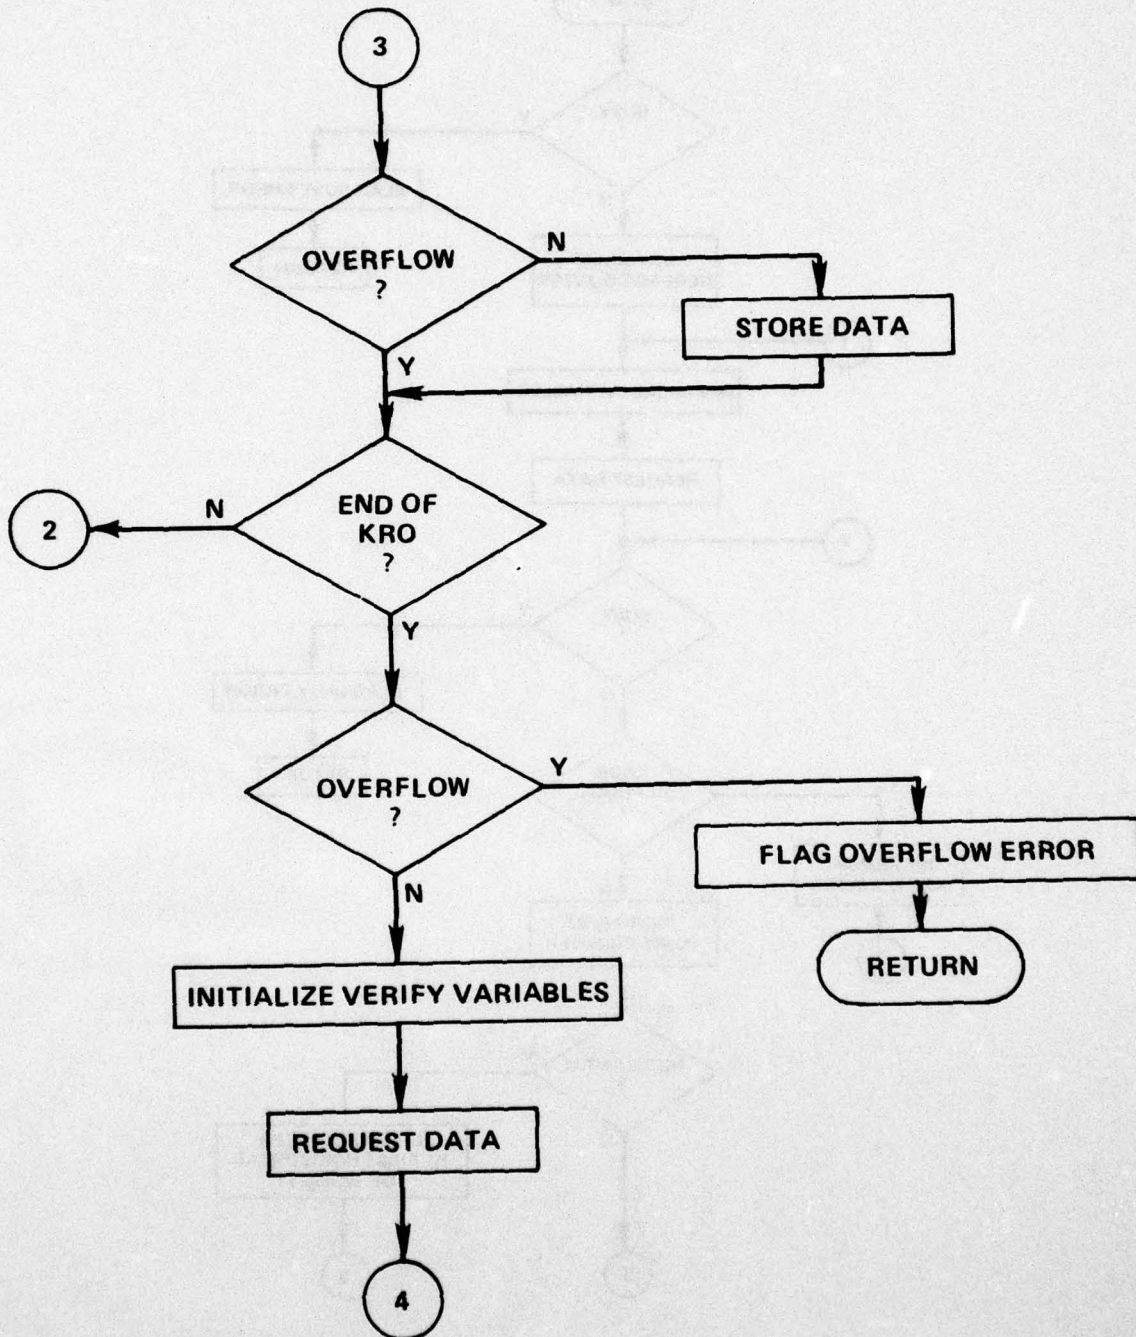 3
OVERFLOW
?
N
STORE DATA
Y
END OF
KRO
?
N
2
Y
OVERFLOW
?
Y
FLAG OVERFLOW ERROR
N
RETURN
INITIALIZE VERIFY VARIABLES
REQUEST DATA
4